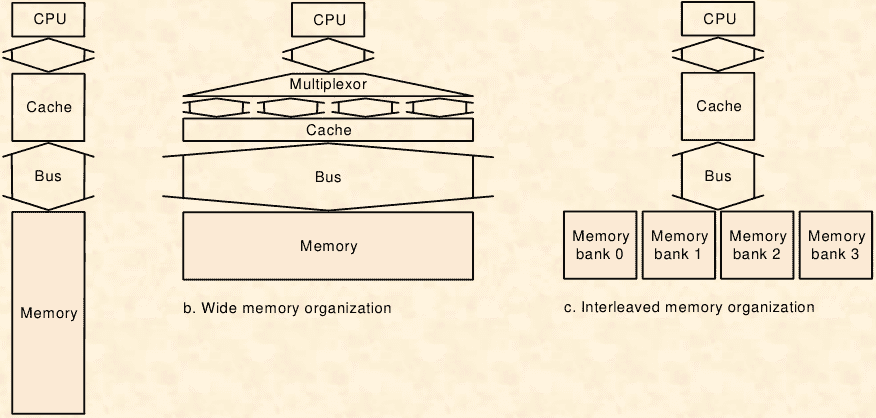 CPU
Cache
Bus
Memory
CPU
Multiplexor
Cache
Bus
Memory
b. Wide memory organization
CPU
Cache
Bus
Memory
bank 0
Memory
bank 1
Memory
bank 2
Memory
bank 3
c. Interleaved memory organization